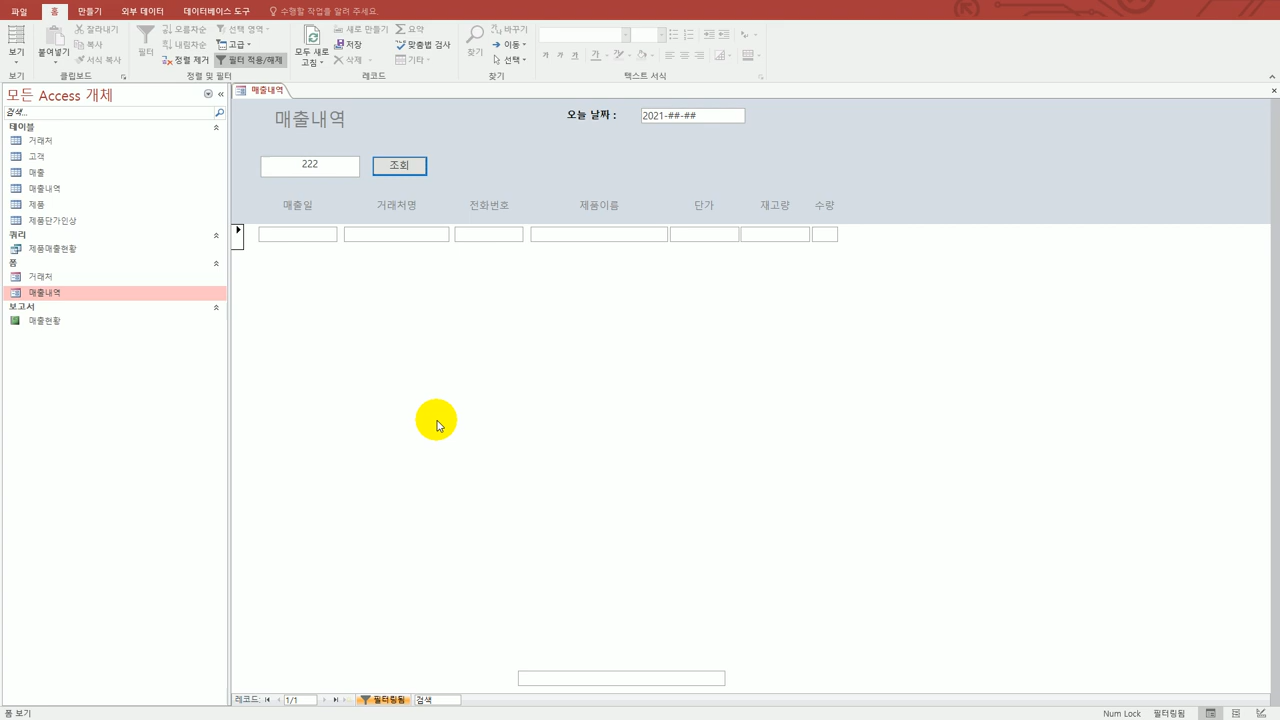 파일 홈 만들기 외부 데이터 데이터베이스 도구 수행할 작업을 알려 주세요.
보기
보기
붙여넣기
잘라내기
복사
서식 복사
클립보드
필터
오름차순
내림차순
정렬 제거
선택 영역
고급
필터 적용/해제
정렬 및 필터
모두 새로 고침
새로 만들기
저장
삭제
요약
맞춤법 검사
기타
레코드
찾기
바꾸기
이동
선택
찾기
가 가 가
텍스트 서식
모든 Access 개체
검색...
테이블
거래처
고객
매출
매출내역
제품
제품단가인상
쿼리
제품매출현황
폼
거래처
매출내역
보고서
매출현황
매출내역
매출내역 오늘 날짜 : 2021-##-##
222 조회
매출일 거래처명 전화번호 제품이름 단가 재고량 수량
레코드: 1/1 필터링됨 검색
폼 보기 Num Lock 필터링됨